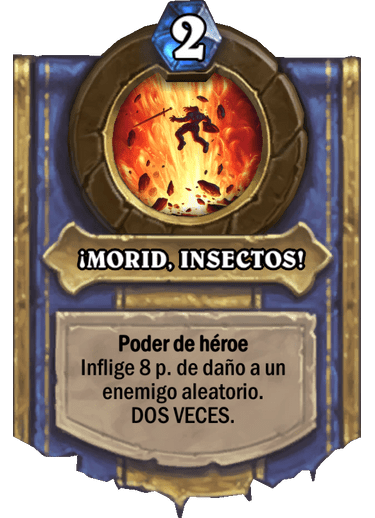 2
¡MORID, INSECTOS!
Poder de héroe
Inflige 8 p. de daño a un
enemigo aleatorio.
DOS VECES.